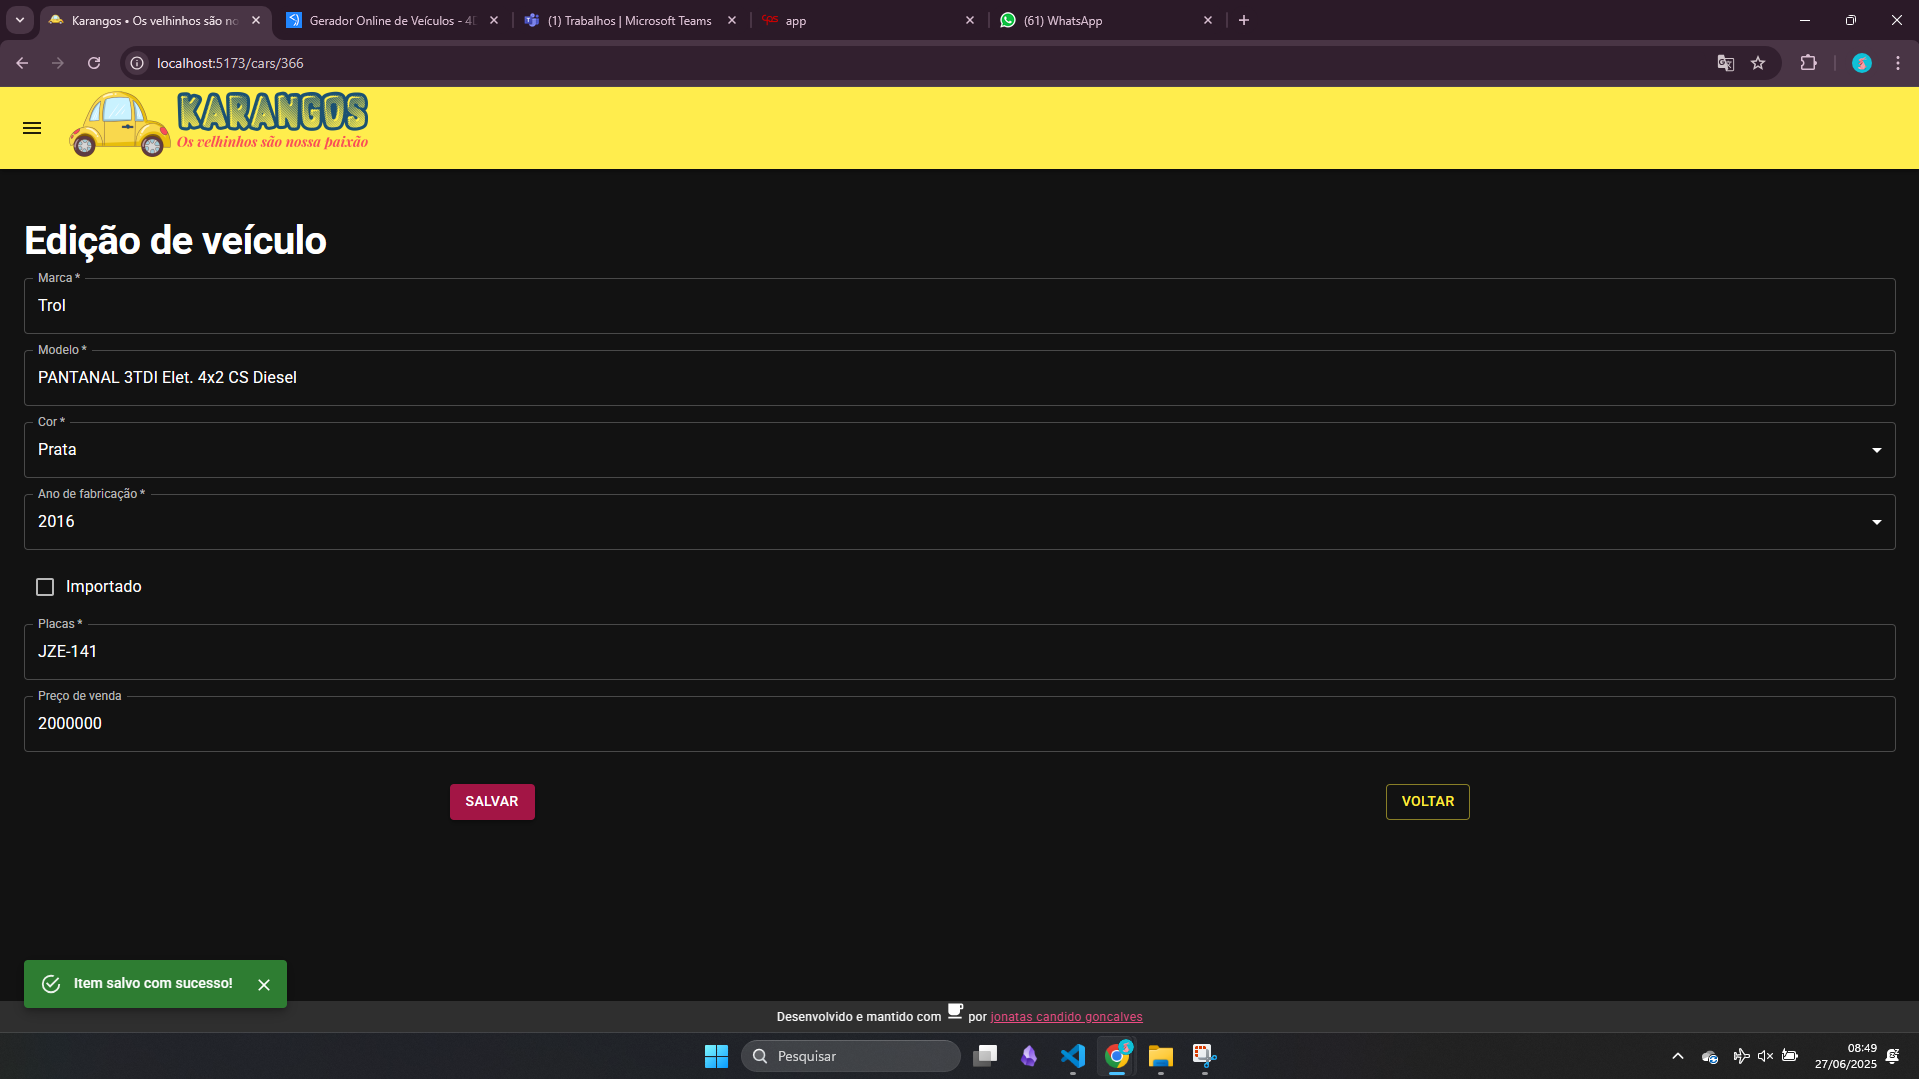 Karangos • Os velhinhos são no
Gerador Online de Veículos - 4D
(1) Trabalhos | Microsoft Teams
app
(61) WhatsApp
localhost:5173/cars/366
KARANGOS
Os velhinhos são nossa paixão
Edição de veículo
Marca *
Trol
Modelo *
PANTANAL 3TDI Elet. 4x2 CS Diesel
Cor *
Prata
Ano de fabricação *
2016
Importado
Placas *
JZE-141
Preço de venda
2000000
SALVAR
VOLTAR
Item salvo com sucesso!
Desenvolvido e mantido com por jonatas candido goncalves
Pesquisar
08:49
27/06/2025